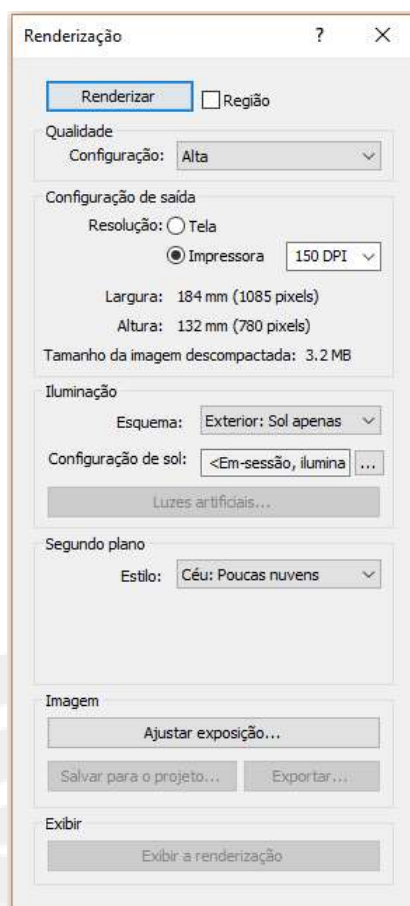 Renderização ? X
Renderizar Região
Qualidade
Configuração: Alta
Configuração de saída
Resolução: Tela
Impressora 150 DPI
Largura: 184 mm (1085 pixels)
Altura: 132 mm (780 pixels)
Tamanho da imagem descompactada: 3.2 MB
Iluminação
Esquema: Exterior: Sol apenas
Configuração de sol: <Em-sessão, ilumina ...
Luzes artificiais...
Segundo plano
Estilo: Céu: Poucas nuvens
Imagem
Ajustar exposição...
Salvar para o projeto... Exportar...
Exibir
Exibir a renderização